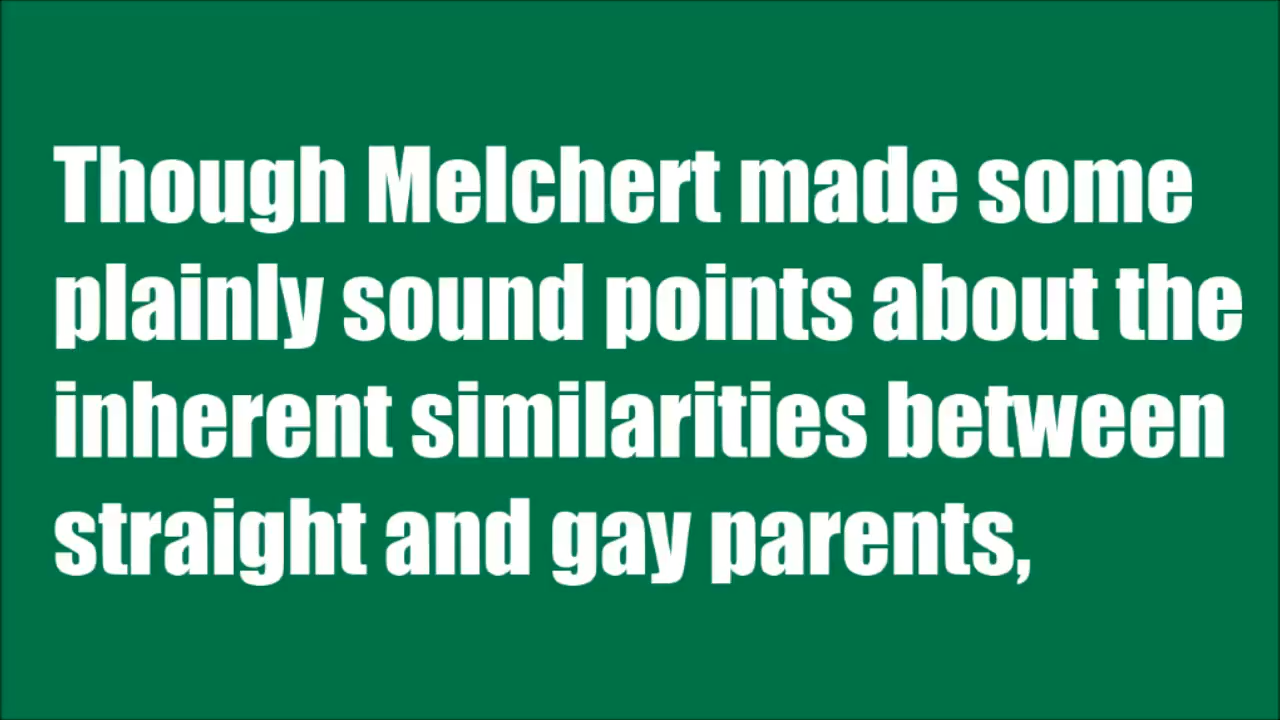 Though Melchert made some
plainly sound points about the
inherent similarities between
straight and gay parents,